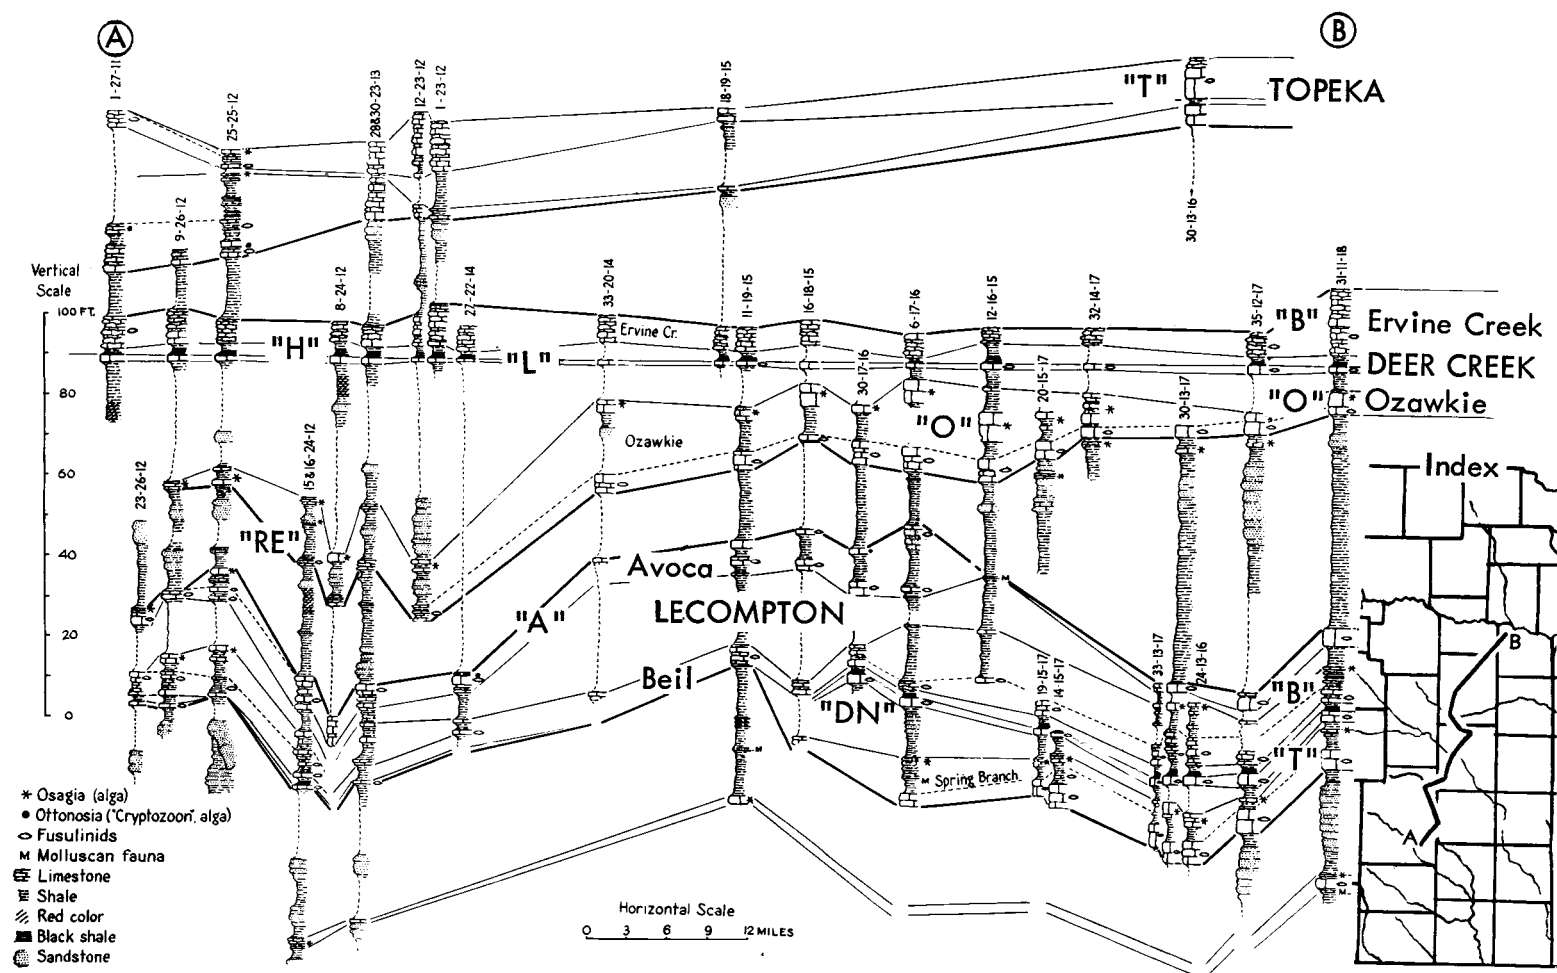 A
B
1-27-11
9-26-12
25-25-12
28&30-23-13
12-23-12
1-23-12
18-19-15
"T"
TOPEKA
30-13-16
Vertical
Scale
100 FT.
80
60
40
20
0
23-26-12
15&16-24-12
8-24-12
27-22-14
33-20-14
11-19-15
16-18-15
30-17-16
6-17-16
12-16-15
20-15-17
32-14-17
30-13-17
35-12-17
31-11-18
"H"
"L"
Ervine Cr.
"B"
Ervine Creek
DEER CREEK
"O"
"O"
Ozawkie
Ozawkie
"RE"
"A"
Avoca
LECOMPTON
Beil
"DN"
Spring Branch
19-15-17
14-15-17
33-13-17
24-13-16
"B"
"T"
Index
B
A
* Osagia (alga)
● Ottonosia ("Cryptozoon", alga)
Fusulinids
M Molluscan fauna
Limestone
Shale
Red color
Black shale
Sandstone
Horizontal Scale
0 3 6 9 12 MILES